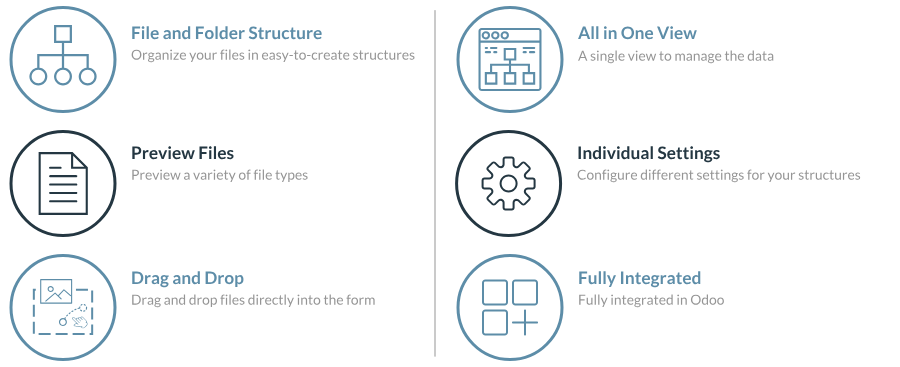 File and Folder Structure
Organize your files in easy-to-create structures
Preview Files
Preview a variety of file types
Drag and Drop
Drag and drop files directly into the form
All in One View
A single view to manage the data
Individual Settings
Configure different settings for your structures
Fully Integrated
Fully integrated in Odoo